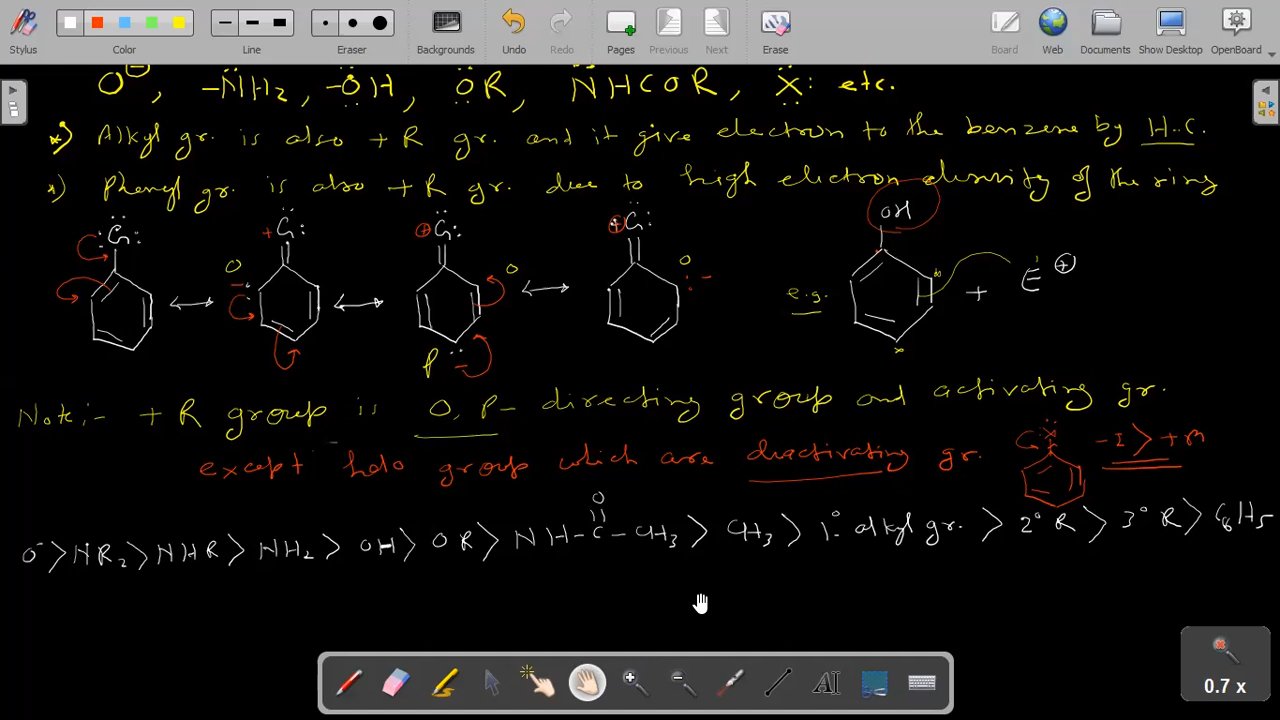 Stylus Color Line Eraser Backgrounds Undo Redo Pages Previous Next Erase Board Web Documents Show Desktop OpenBoard
O⊖, -N̈H2, -ÖH, ÖR, N̈HCOR, Ẍ: etc.
*) Alkyl gr. is also +R gr. and it give electron to the benzene by H.C.
*) Phenyl gr. is also +R gr. due to high electron density of the ring
G: +G: ⊕G: ⊕G: OH
O - O O : - e.g. + E ⊕
P -
Note:- +R group is O, P- directing group and activating gr.
except halo group which are deactivating gr. X -I > +m
O- > NR2 > NHR > NH2 > OH > OR > NH-C(=O)-CH3 > CH3 > 1° alkyl gr. > 2° R > 3° R > C6H5
0.7 x